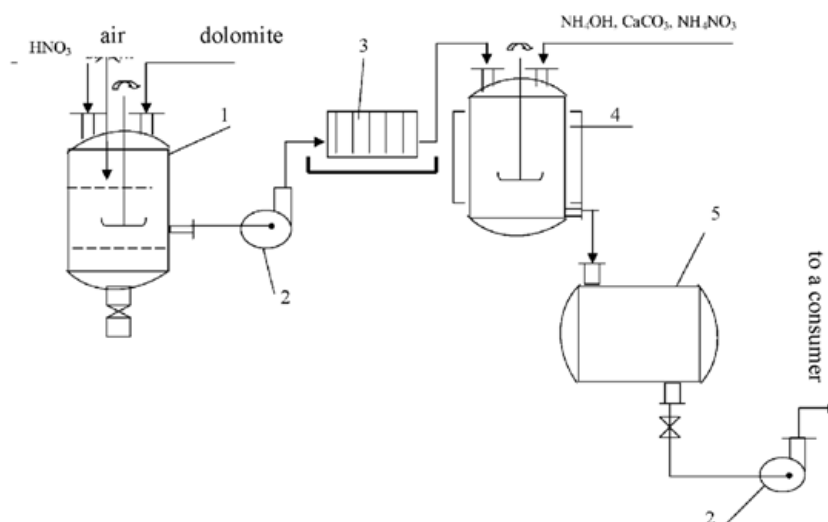 HNO₃
air
dolomite
1
2
3
NH₄OH, CaCO₃, NH₄NO₃
4
5
to a consumer
2